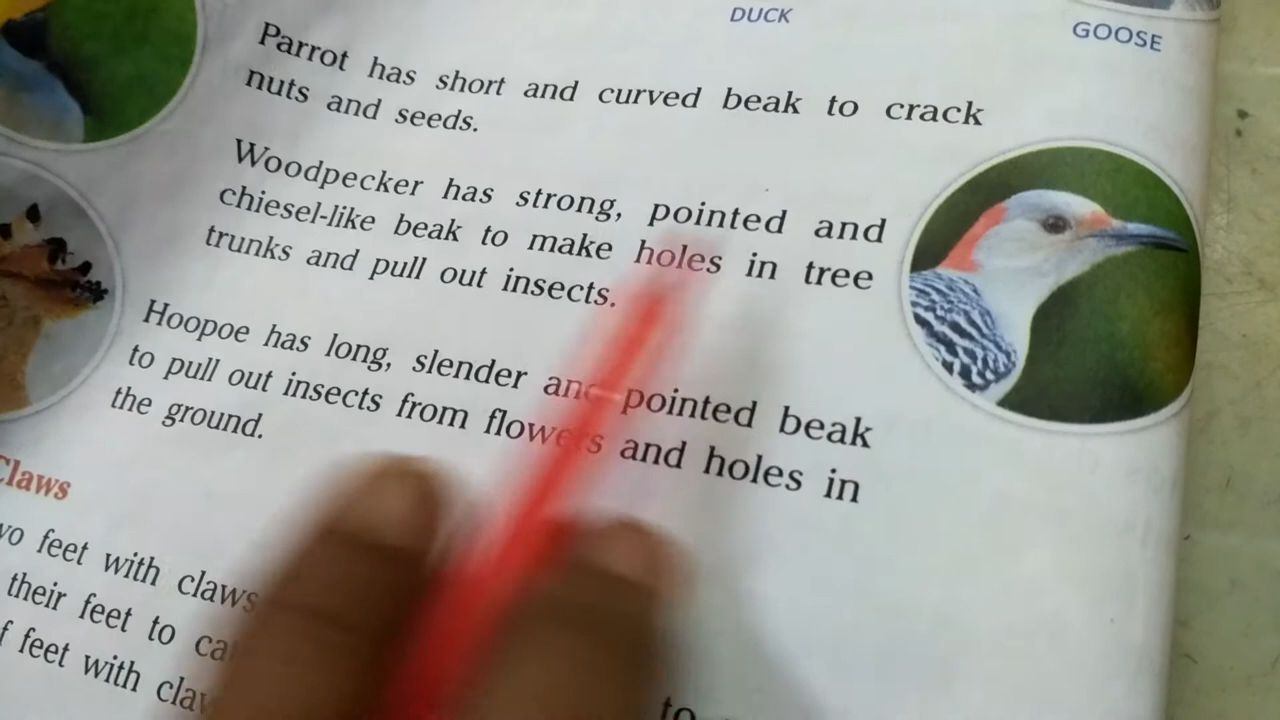 DUCK
GOOSE
Parrot has short and curved beak to crack
nuts and seeds.
Woodpecker has strong, pointed and
chiesel-like beak to make holes in tree
trunks and pull out insects.
Hoopoe has long, slender and pointed beak
to pull out insects from flowers and holes in
the ground.
Claws
feet with claws
their feet to
feet with
to